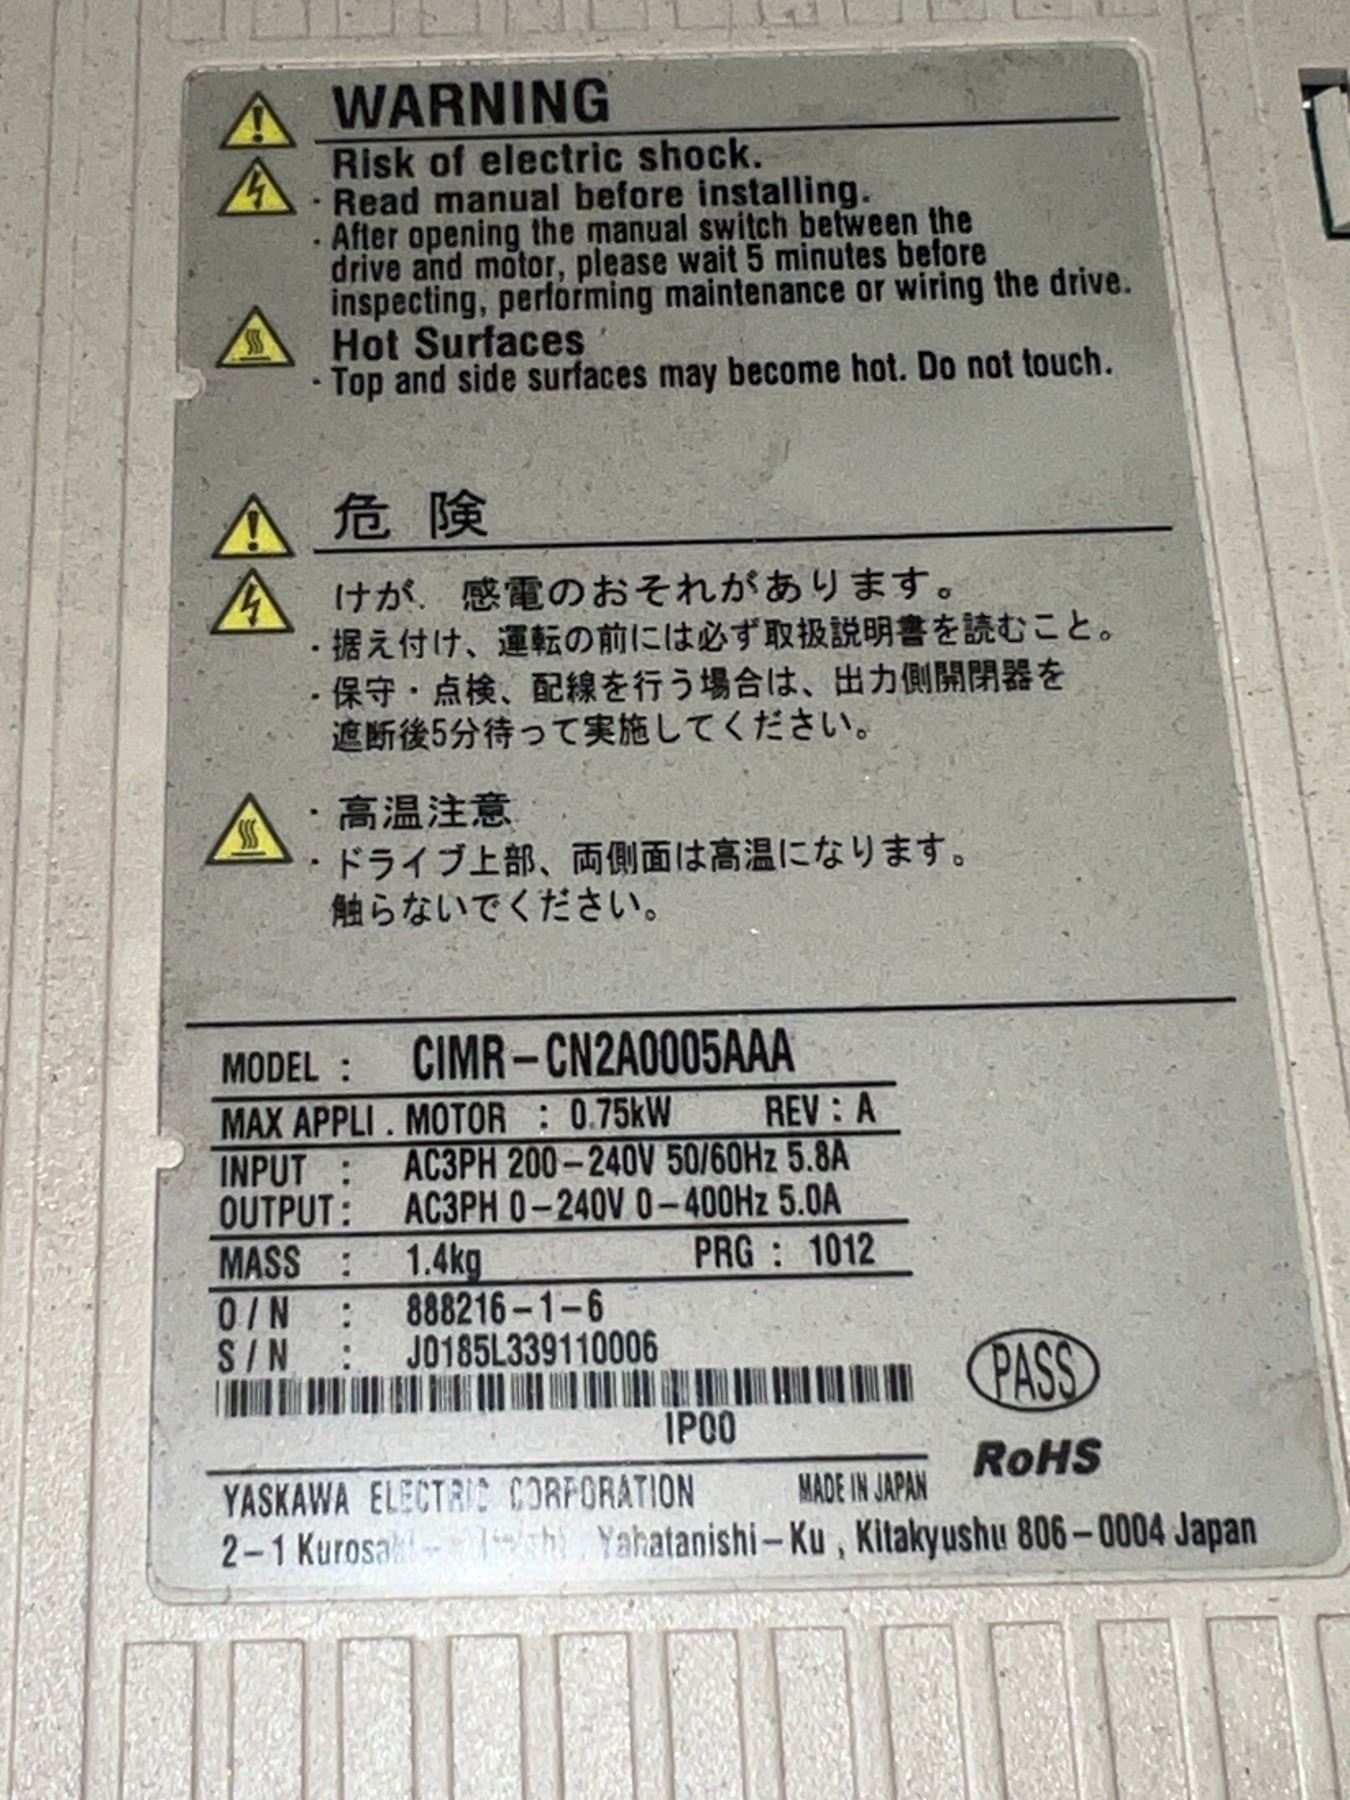 WARNING
Risk of electric shock.
・Read manual before installing.
・After opening the manual switch between the
drive and motor, please wait 5 minutes before
inspecting, performing maintenance or wiring the drive.
Hot Surfaces
・Top and side surfaces may become hot. Do not touch.
危 険
けが. 感電のおそれがあります。
・据え付け、運転の前には必ず取扱説明書を読むこと。
・保守・点検、配線を行う場合は、出力側開閉器を
遮断後5分待って実施してください。
・高温注意
・ドライブ上部、両側面は高温になります。
触らないでください。
MODEL : CIMR-CN2A0005AAA
MAX APPLI . MOTOR : 0.75kW REV : A
INPUT : AC3PH 200-240V 50/60Hz 5.8A
OUTPUT : AC3PH 0-240V 0-400Hz 5.0A
MASS : 1.4kg PRG : 1012
O / N : 888216-1-6
S / N : J0185L339110006
PASS
IP00
RoHS
YASKAWA ELECTRIC CORPORATION MADE IN JAPAN
2-1 Yahatanishi-Ku , Kitakyushu 806-0004 Japan